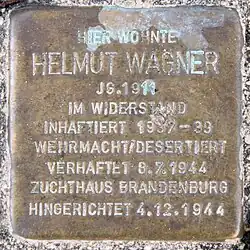 HIER WOHNTE
HELMUT WAGNER
JG. 1911
IM WIDERSTAND
INHAFTIERT 1937-39
WEHRMACHT/DESERTIERT
VERHAFTET 8.7.1944
ZUCHTHAUS BRANDENBURG
HINGERICHTET 4.12.1944